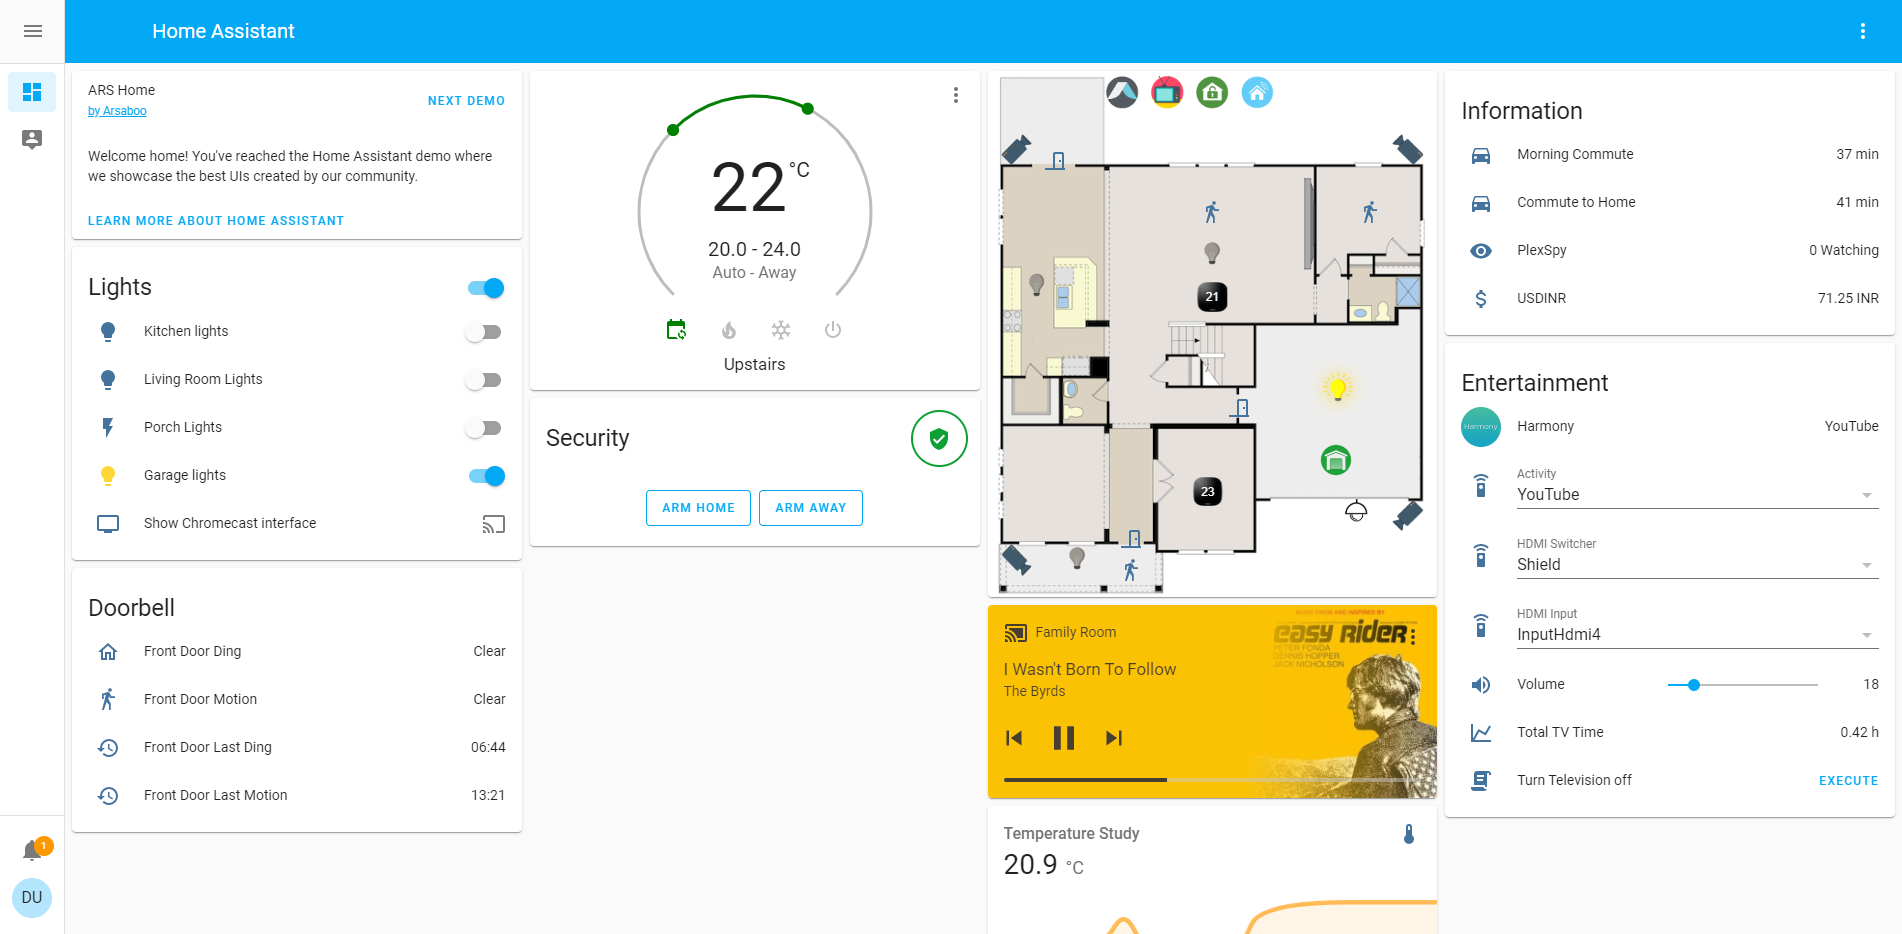 Home Assistant
ARS Home
by Arsaboo
NEXT DEMO
Welcome home! You've reached the Home Assistant demo where
we showcase the best UIs created by our community.
LEARN MORE ABOUT HOME ASSISTANT
Lights
Kitchen lights
Living Room Lights
Porch Lights
Garage lights
Show Chromecast interface
Doorbell
Front Door Ding Clear
Front Door Motion Clear
Front Door Last Ding 06:44
Front Door Last Motion 13:21
1
DU
22 °C
20.0 - 24.0
Auto - Away
Upstairs
Security
ARM HOME
ARM AWAY
21
23
Family Room
I Wasn't Born To Follow
The Byrds
MUSIC FROM AND INSPIRED BY
easy rider
PETER FONDA
DENNIS HOPPER
JACK NICHOLSON
Temperature Study
20.9 °C
Information
Morning Commute 37 min
Commute to Home 41 min
PlexSpy 0 Watching
USDINR 71.25 INR
Entertainment
Harmony
Harmony YouTube
Activity
YouTube
HDMI Switcher
Shield
HDMI Input
InputHdmi4
Volume 18
Total TV Time 0.42 h
Turn Television off EXECUTE